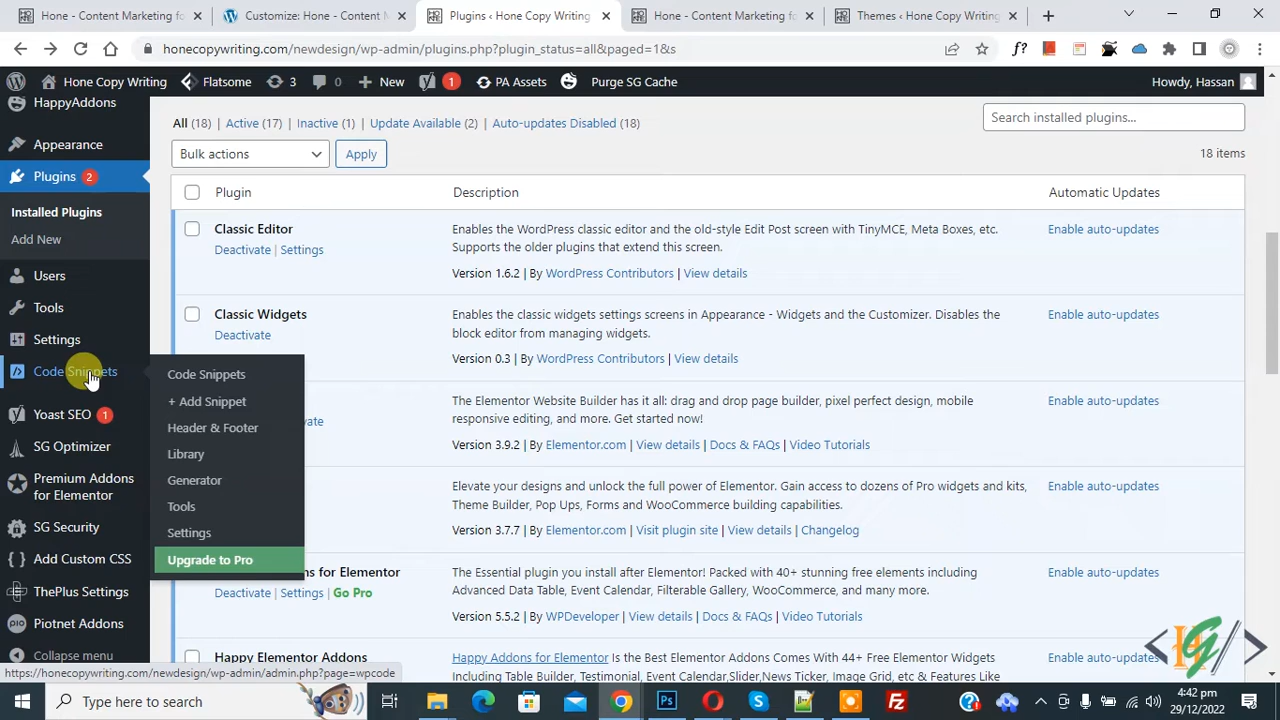 Hone - Content Marketing fo
Customize: Hone - Content M
Plugins ‹ Hone Copy Writing
Hone - Content Marketing fo
Themes ‹ Hone Copy Writing
honecopywriting.com/newdesign/wp-admin/plugins.php?plugin_status=all&paged=1&s
f?
Hone Copy Writing
Flatsome
3
0
New
1
PA Assets
Purge SG Cache
Howdy, Hassan
HappyAddons
Appearance
Plugins 2
Installed Plugins
Add New
Users
Tools
Settings
Code Snippets
Yoast SEO 1
SG Optimizer
Premium Addons
for Elementor
SG Security
Add Custom CSS
ThePlus Settings
Piotnet Addons
Collapse menu
Code Snippets
+ Add Snippet
Header & Footer
Library
Generator
Tools
Settings
Upgrade to Pro
All (18) | Active (17) | Inactive (1) | Update Available (2) | Auto-updates Disabled (18)
Search installed plugins...
Bulk actions
Apply
18 items
Plugin
Description
Automatic Updates
Classic Editor
Deactivate | Settings
Enables the WordPress classic editor and the old-style Edit Post screen with TinyMCE, Meta Boxes, etc.
Supports the older plugins that extend this screen.
Version 1.6.2 | By WordPress Contributors | View details
Enable auto-updates
Classic Widgets
Deactivate
Enables the classic widgets settings screens in Appearance - Widgets and the Customizer. Disables the
block editor from managing widgets.
Version 0.3 | By WordPress Contributors | View details
Enable auto-updates
The Elementor Website Builder has it all: drag and drop page builder, pixel perfect design, mobile
responsive editing, and more. Get started now!
Version 3.9.2 | By Elementor.com | View details | Docs & FAQs | Video Tutorials
Enable auto-updates
Elevate your designs and unlock the full power of Elementor. Gain access to dozens of Pro widgets and kits,
Theme Builder, Pop Ups, Forms and WooCommerce building capabilities.
Version 3.7.7 | By Elementor.com | Visit plugin site | View details | Changelog
Enable auto-updates
ns for Elementor
Deactivate | Settings | Go Pro
The Essential plugin you install after Elementor! Packed with 40+ stunning free elements including
Advanced Data Table, Event Calendar, Filterable Gallery, WooCommerce, and many more.
Version 5.5.2 | By WPDeveloper | View details | Docs & FAQs | Video Tutorials
Enable auto-updates
Happy Elementor Addons
Happy Addons for Elementor Is the Best Elementor Addons Comes With 44+ Free Elementor Widgets
Including Table Builder, Testimonial, Event Calendar,Slider,News Ticker, Image Grid, etc & Features Like
Enable auto-updates
https://honecopywriting.com/newdesign/wp-admin/admin.php?page=wpcode
Type here to search
4:42 pm
29/12/2022